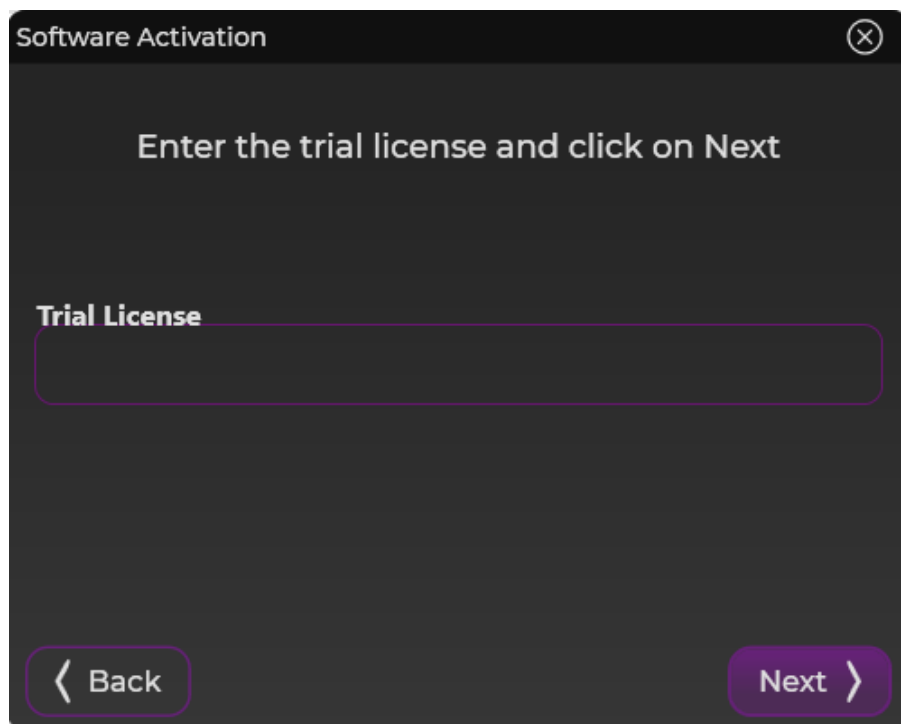 Software Activation
Enter the trial license and click on Next
Trial License
Back
Next